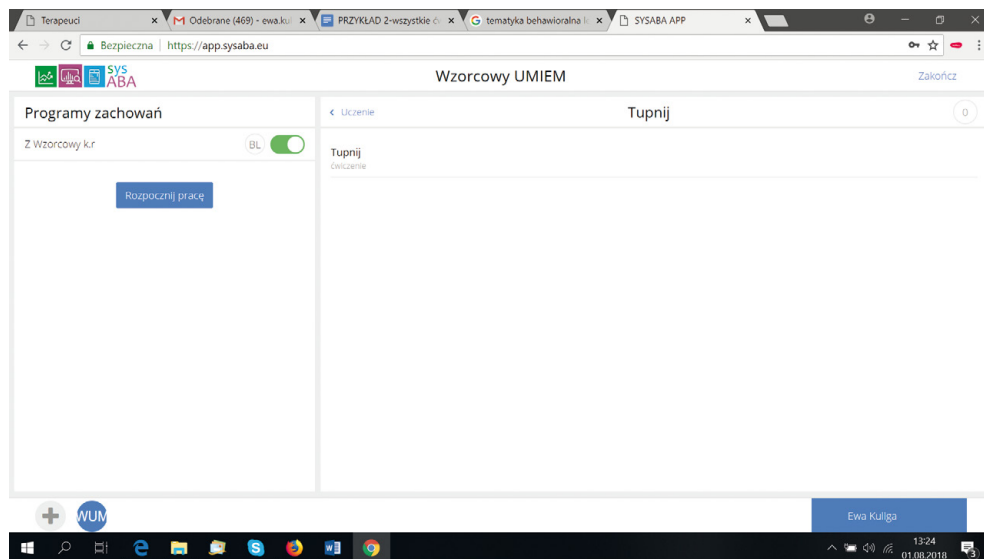 Terapeuci
Odebrane (469) - ewa.kul
PRZYKŁAD 2-wszystkie ć
tematyka behawioralna l
SYSABA APP
Bezpieczna
https://app.sysaba.eu
sys
ABA
Wzorcowy UMIEM
Zakończ
Programy zachowań
Uczenie
Tupnij
0
Z Wzorcowy k.r
BL
Tupnij
ćwiczenie
Rozpocznij pracę
WUM
Ewa Kuliga
13:24
01.08.2018
3